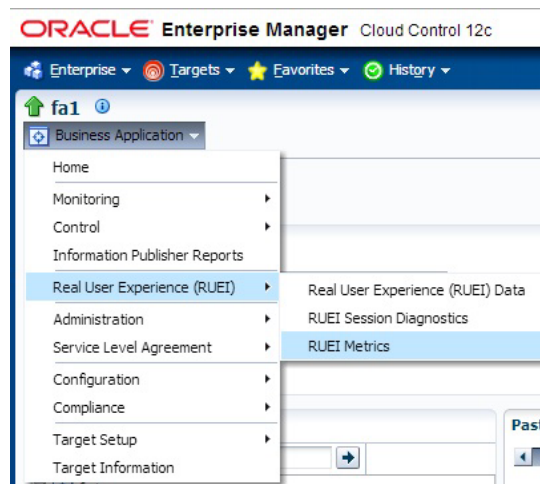 ORACLE Enterprise Manager Cloud Control 12c
Enterprise Targets Favorites History
fa1
Business Application
Home
Monitoring
Control
Information Publisher Reports
Real User Experience (RUEI)
Real User Experience (RUEI) Data
RUEI Session Diagnostics
RUEI Metrics
Administration
Service Level Agreement
Configuration
Compliance
Target Setup
Target Information
Past